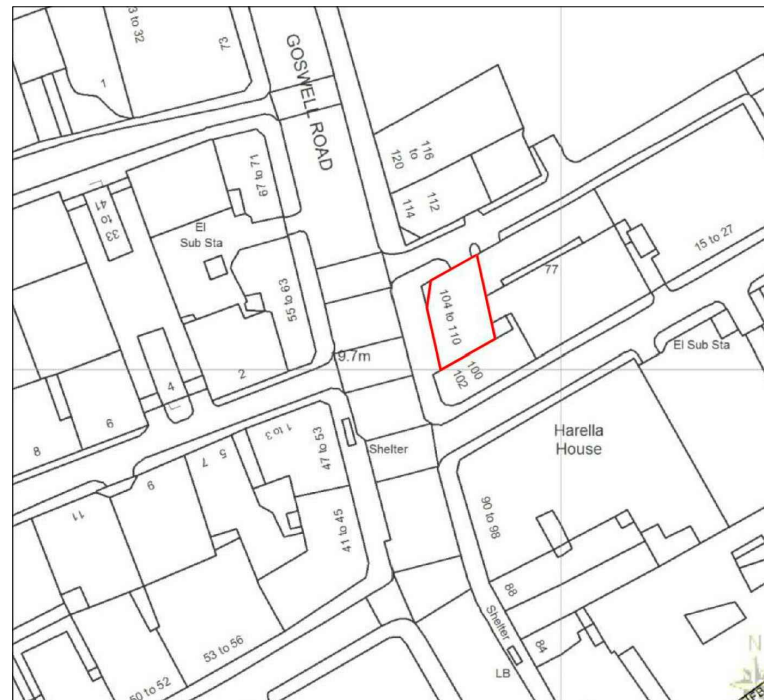 3 to 32
73
1
GOSWELL ROAD
116
to
120
112
114
67 to 71
33 to 41
El
Sub Sta
55 to 63
104 to 110
77
15 to 27
El Sub Sta
100
102
19.7m
2
4
6
8
Shelter
Harella
House
1 to 3
47 to 53
5
7
9
11
41 to 45
90 to 98
88
84
Shelter
LB
53 to 56
50 to 52
N